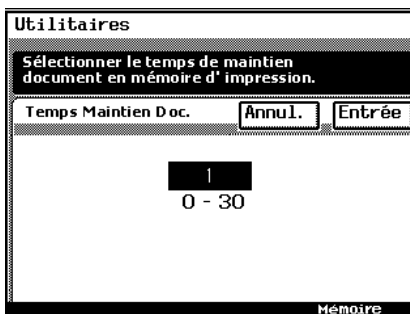 Utilitaires
Sélectionner le temps de maintien
document en mémoire d' impression.
Temps Maintien Doc. Annul. Entrée
1
0 - 30
Mémoire